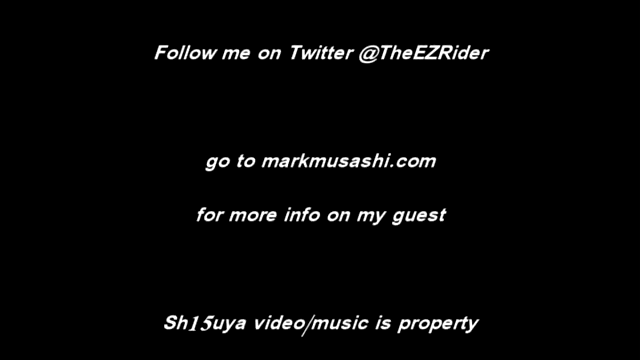 Follow me on Twitter @TheEZRider
go to markmusashi.com
for more info on my guest
Sh15uya video/music is property